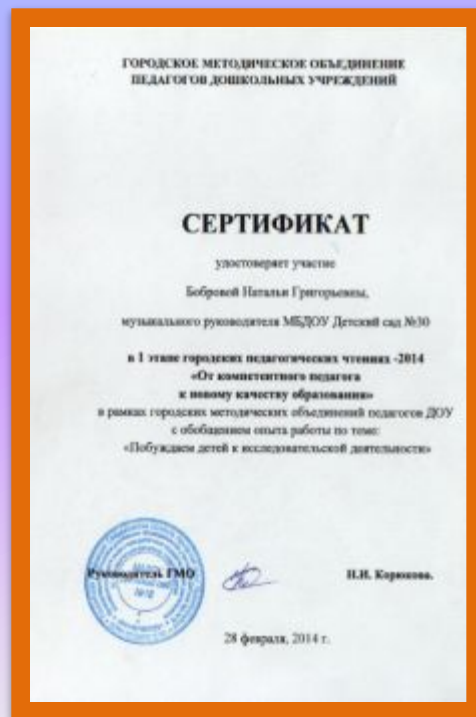 ГОРОДСКОЕ МЕТОДИЧЕСКОЕ ОБЪЕДИНЕНИЕ
ПЕДАГОГОВ ДОШКОЛЬНЫХ УЧРЕЖДЕНИЙ
СЕРТИФИКАТ
удостоверяет участие
Бобровой Натальи Григорьевны,
музыкального руководителя МБДОУ Детский сад №30
в 1 этапе городских педагогических чтениях -2014
«От компетентного педагога
к новому качеству образования»
в рамках городских методических объединений педагогов ДОУ
с обобщением опыта работы по теме:
«Побуждаем детей к исследовательской деятельности»
Руководитель ГМО
Н.И. Корюкова.
28 февраля, 2014 г.